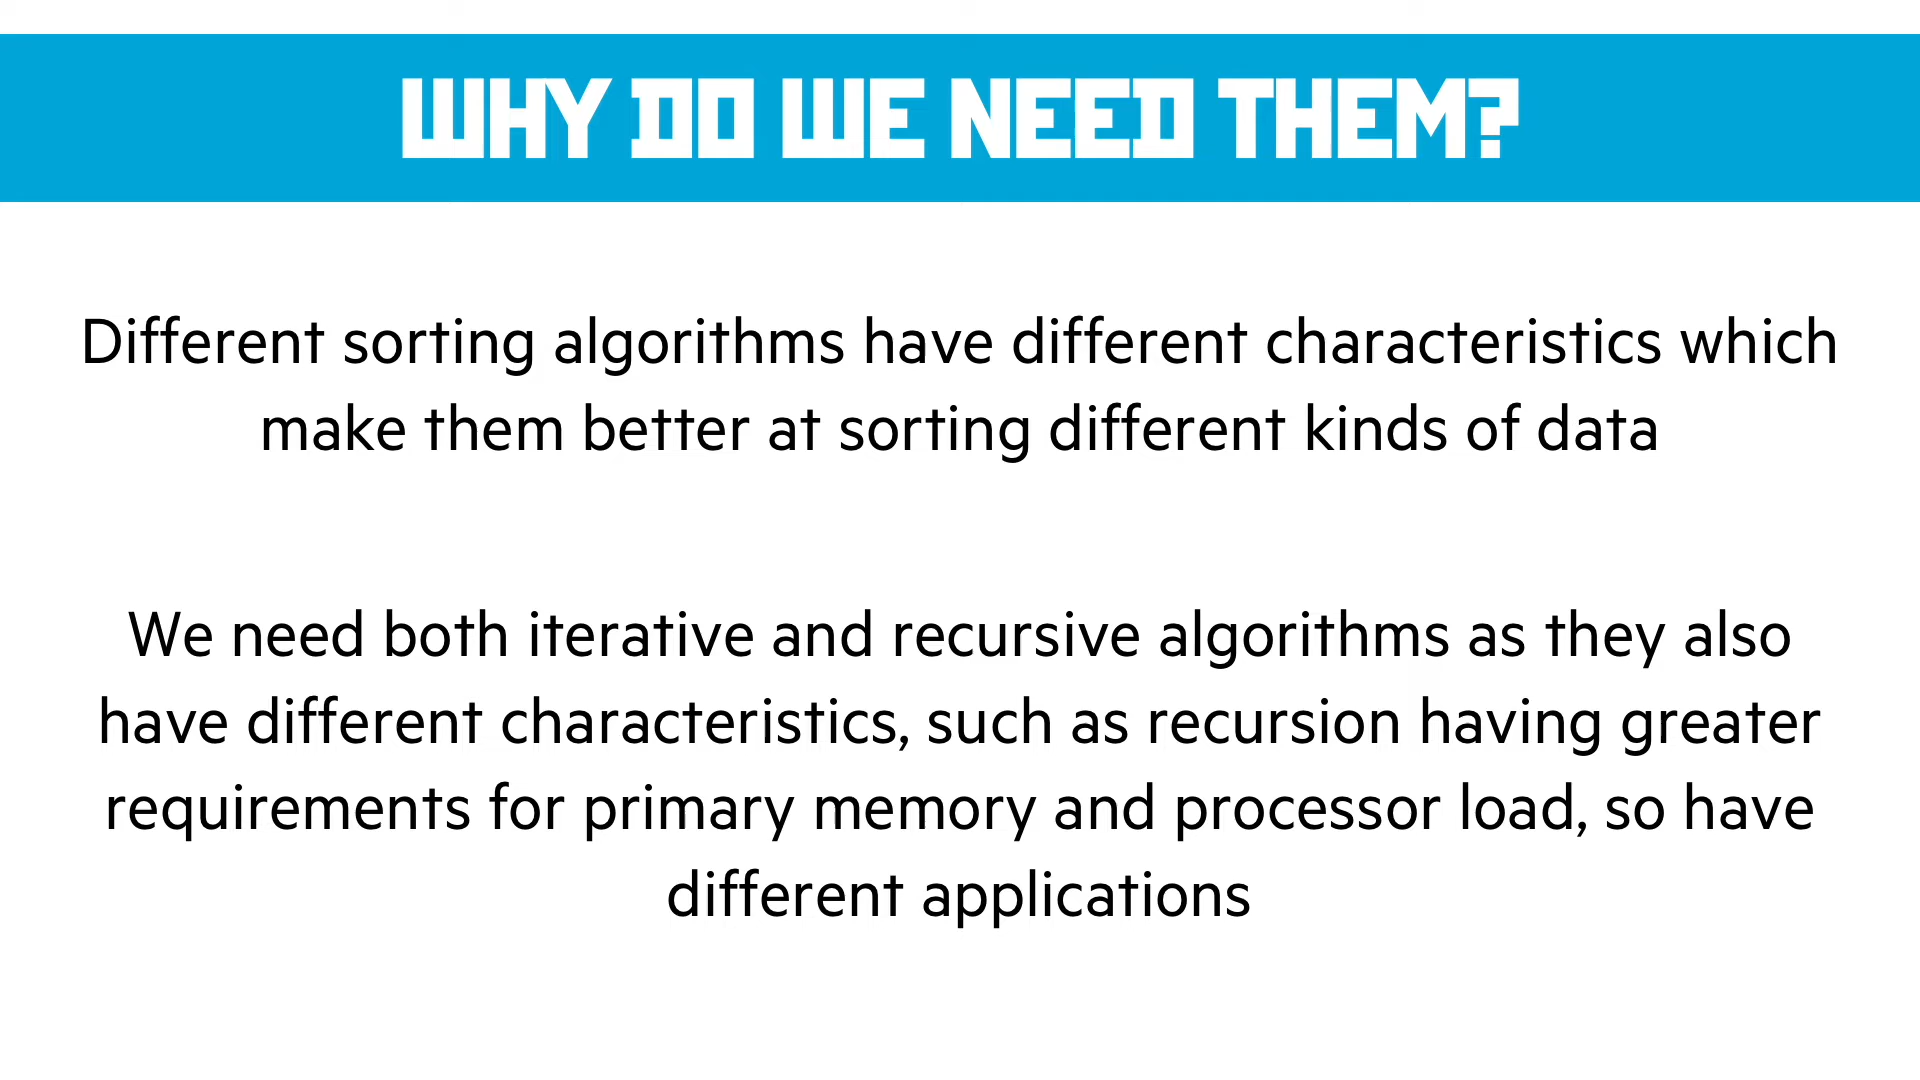 WHY DO WE NEED THEM?
Different sorting algorithms have different characteristics which
make them better at sorting different kinds of data
We need both iterative and recursive algorithms as they also
have different characteristics, such as recursion having greater
requirements for primary memory and processor load, so have
different applications